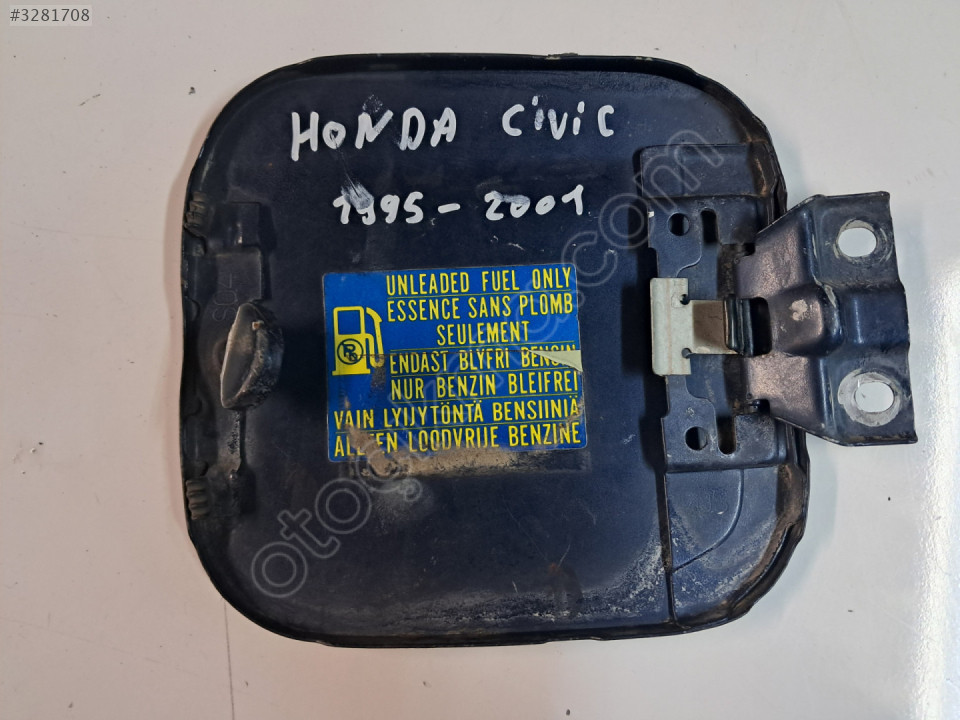 #3281708
HONDA CIVIC
1995-2001
UNLEADED FUEL ONLY
ESSENCE SANS PLOMB
SEULEMENT
ENDAST BLYFRI BENSIN
NUR BENZIN BLEIFREI
VAIN LYIJYTÖNTÄ BENSIINIÄ
ALLEEN LOODVRIJE BENZINE